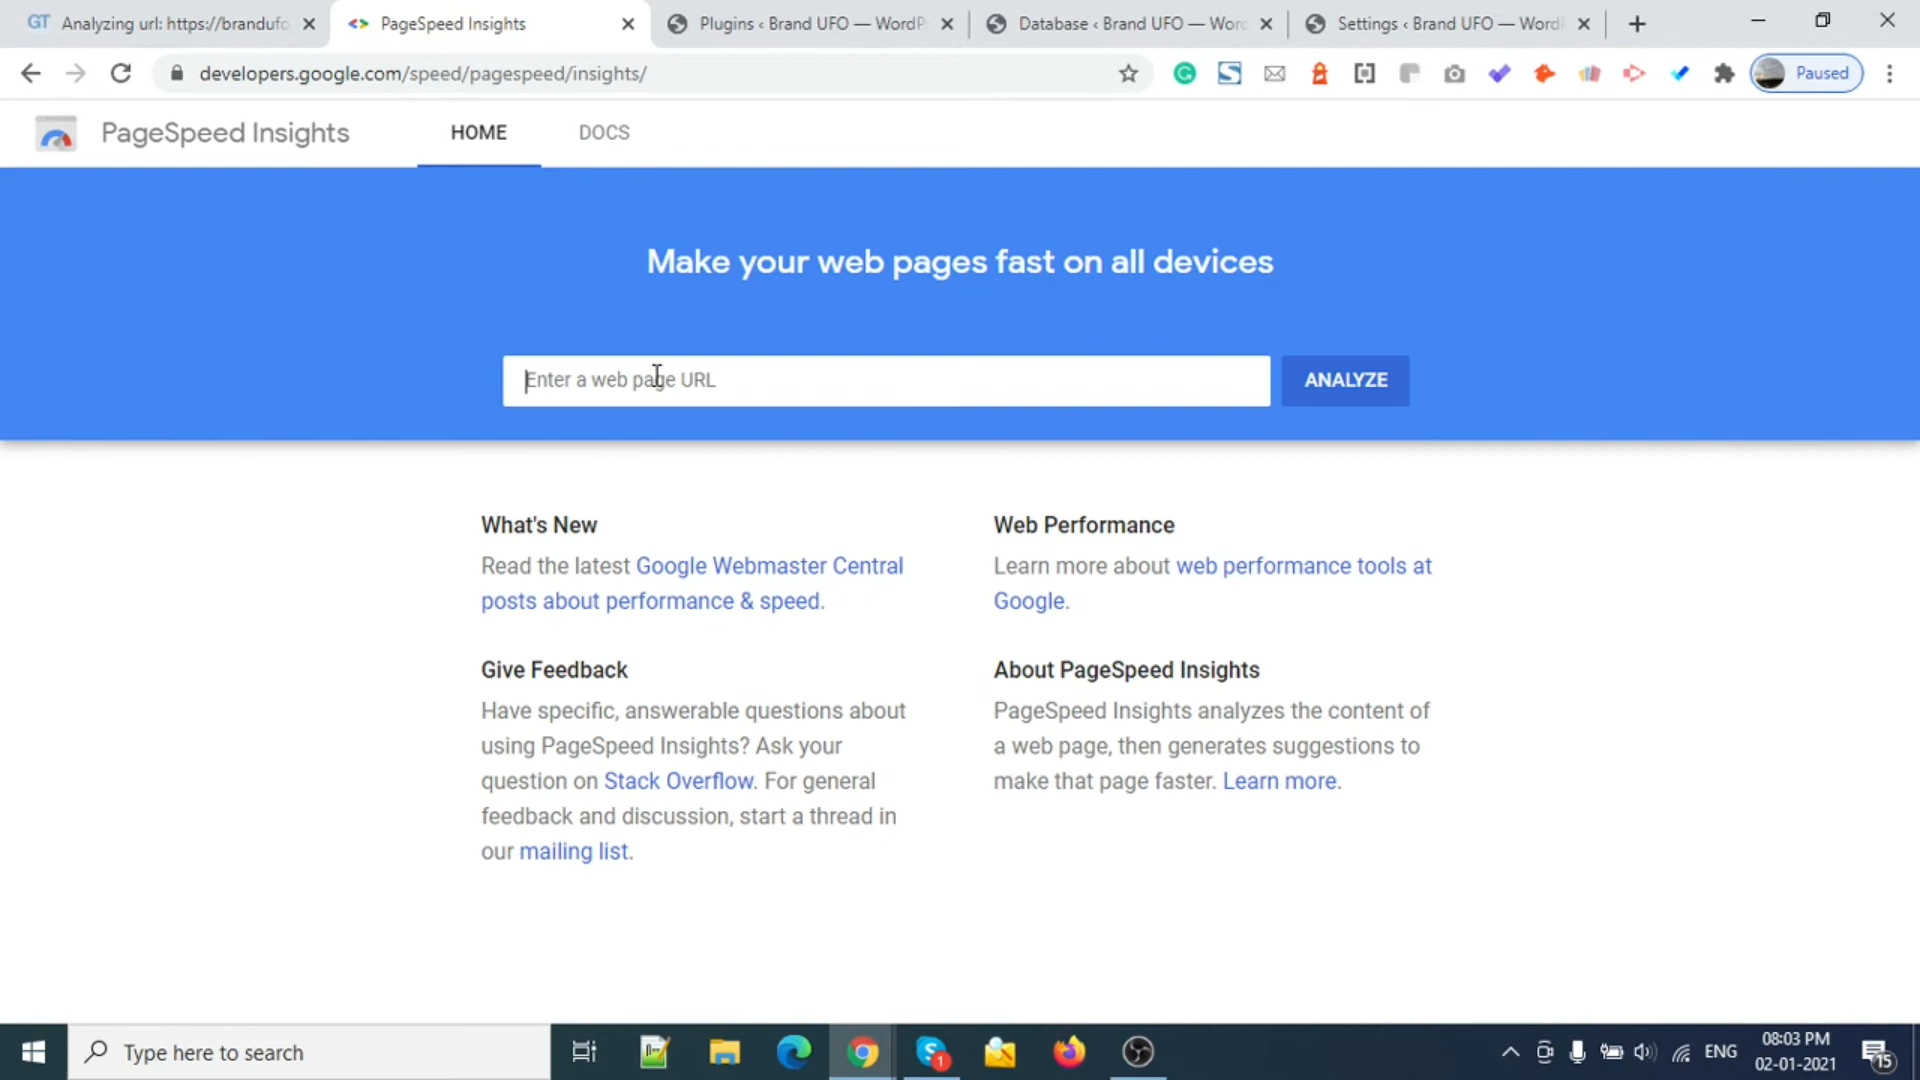 GT Analyzing url: https://brandufo
PageSpeed Insights
Plugins ‹ Brand UFO — WordP
Database ‹ Brand UFO — Wor
Settings ‹ Brand UFO — Word
developers.google.com/speed/pagespeed/insights/
Paused
PageSpeed Insights
HOME
DOCS
Make your web pages fast on all devices
Enter a web page URL
ANALYZE
What's New
Read the latest Google Webmaster Central
posts about performance & speed.
Web Performance
Learn more about web performance tools at
Google.
Give Feedback
Have specific, answerable questions about
using PageSpeed Insights? Ask your
question on Stack Overflow. For general
feedback and discussion, start a thread in
our mailing list.
About PageSpeed Insights
PageSpeed Insights analyzes the content of
a web page, then generates suggestions to
make that page faster. Learn more.
Type here to search
1
ENG
08:03 PM
02-01-2021
15